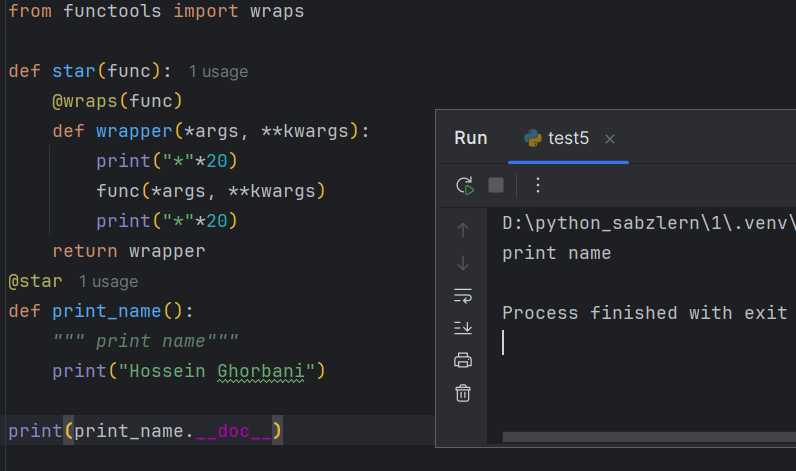 from functools import wraps

def star(func): 1 usage
    @wraps(func)
    def wrapper(*args, **kwargs):
        print("*"*20)
        func(*args, **kwargs)
        print("*"*20)
    return wrapper
@star 1 usage
def print_name():
    """ print name"""
    print("Hossein Ghorbani")

print(print_name.__doc__)
Run test5 ×
D:\python_sabzlern\1\.venv\
print name

Process finished with exit